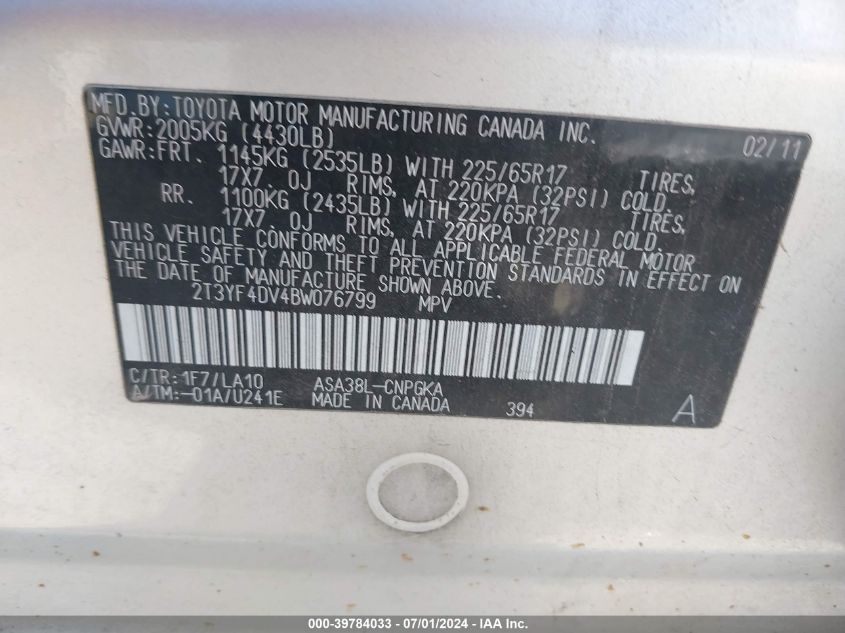 MFD. BY: TOYOTA MOTOR MANUFACTURING CANADA INC. 02/11
GVWR: 2005KG (4430LB)
GAWR: FRT. 1145KG (2535LB) WITH 225/65R17 TIRES,
17X7. 0J RIMS, AT 220KPA (32PSI) COLD.
RR. 1100KG (2435LB) WITH 225/65R17 TIRES,
17X7. 0J RIMS, AT 220KPA (32PSI) COLD.
THIS VEHICLE CONFORMS TO ALL APPLICABLE FEDERAL MOTOR
VEHICLE SAFETY AND THEFT PREVENTION STANDARDS IN EFFECT ON
THE DATE OF MANUFACTURE SHOWN ABOVE.
2T3YF4DV4BW076799 MPV
C/TR: 1F7/LA10 ASA38L-CNPGKA
A/TM: -01A/U241E MADE IN CANADA 394 A
000-39784033 - 07/01/2024 - IAA Inc.